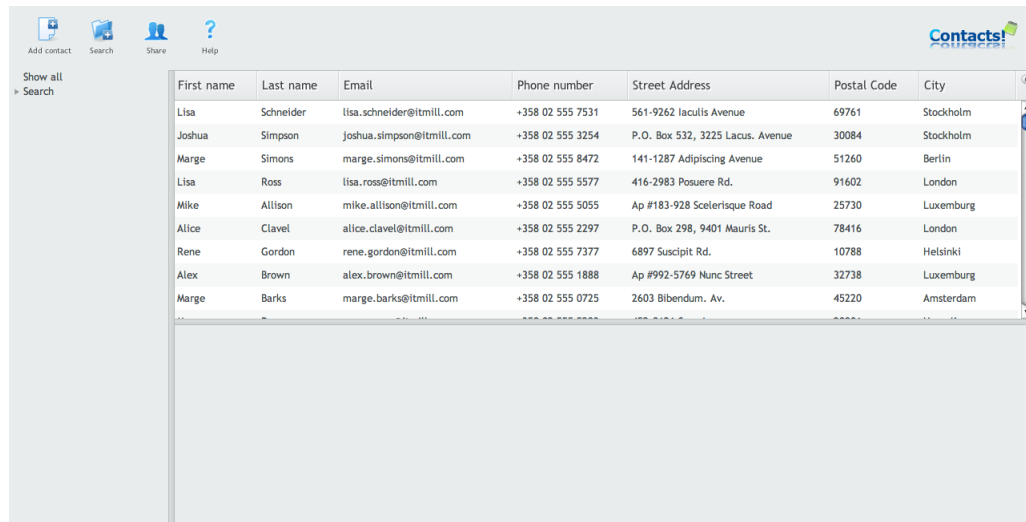 Add contact Search Share Help
Contacts!
Show all
Search
First name Last name Email Phone number Street Address Postal Code City
Lisa Schneider lisa.schneider@itmill.com +358 02 555 7531 561-9262 Iaculis Avenue 69761 Stockholm
Joshua Simpson joshua.simpson@itmill.com +358 02 555 3254 P.O. Box 532, 3225 Lacus. Avenue 30084 Stockholm
Marge Simons marge.simons@itmill.com +358 02 555 8472 141-1287 Adipiscing Avenue 51260 Berlin
Lisa Ross lisa.ross@itmill.com +358 02 555 5577 416-2983 Posuere Rd. 91602 London
Mike Allison mike.allison@itmill.com +358 02 555 5055 Ap #183-928 Scelerisque Road 25730 Luxemburg
Alice Clavel alice.clavel@itmill.com +358 02 555 2297 P.O. Box 298, 9401 Mauris St. 78416 London
Rene Gordon rene.gordon@itmill.com +358 02 555 7377 6897 Suscipit Rd. 10788 Helsinki
Alex Brown alex.brown@itmill.com +358 02 555 1888 Ap #992-5769 Nunc Street 32738 Luxemburg
Marge Barks marge.barks@itmill.com +358 02 555 0725 2603 Bibendum. Av. 45220 Amsterdam